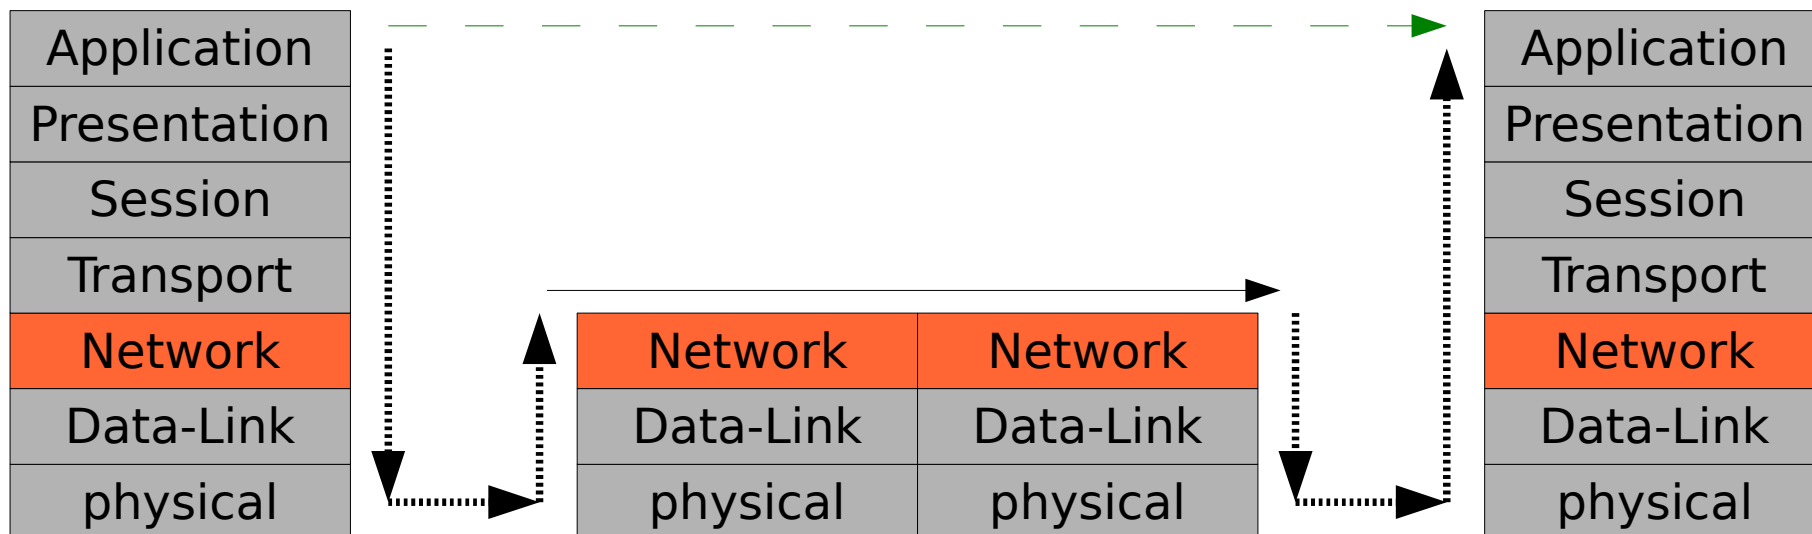 Application
Presentation
Session
Transport
Network
Data-Link
physical
Network Network
Data-Link Data-Link
physical physical
Application
Presentation
Session
Transport
Network
Data-Link
physical